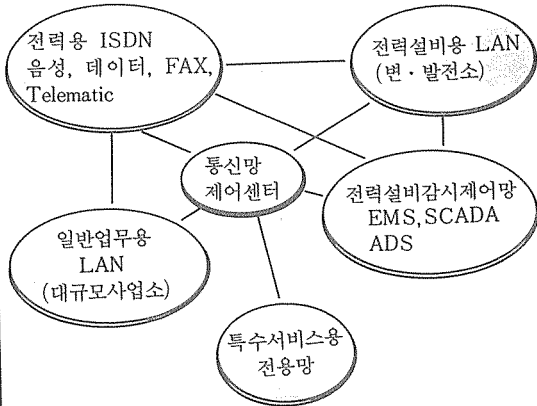 전력용 ISDN
음성, 데이터, FAX,
Telematic
전력설비용 LAN
(변·발전소)
통신망
제어센터
전력설비감시제어망
EMS, SCADA
ADS
일반업무용
LAN
(대규모사업소)
특수서비스용
전용망